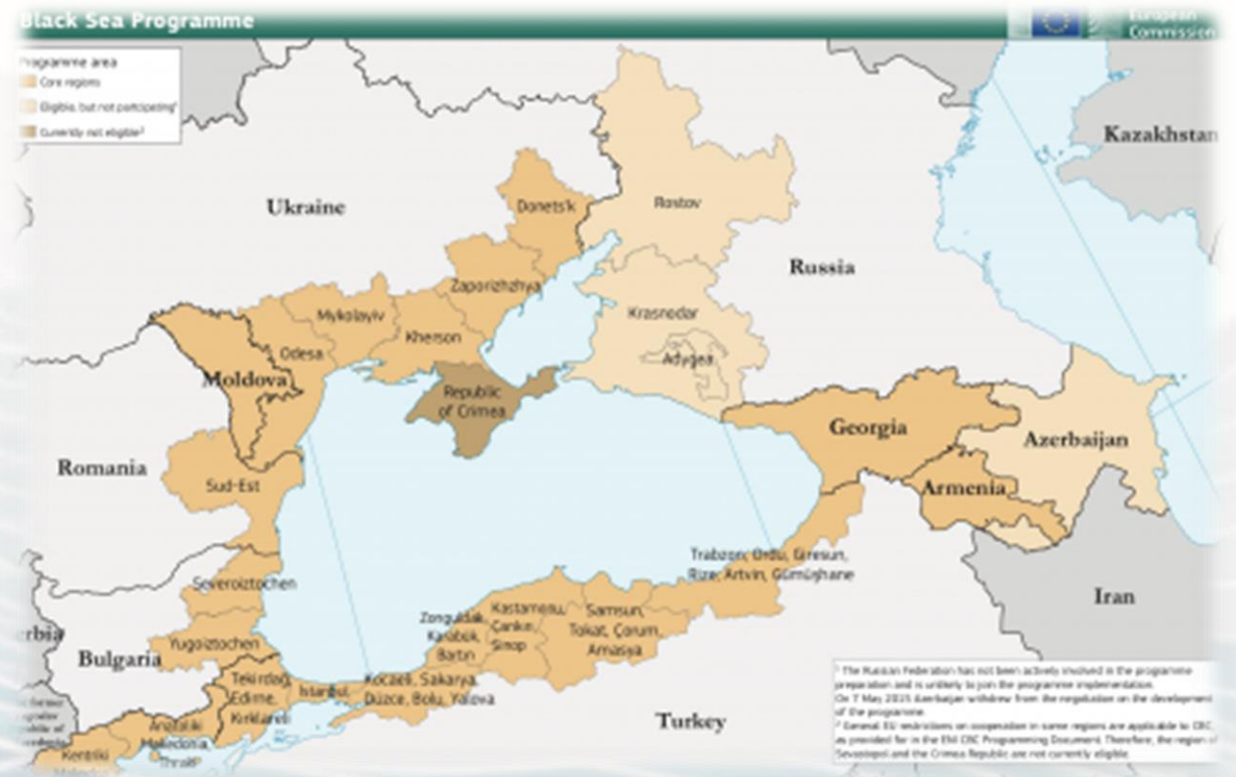 Black Sea Programme
European
Commission
Programme area
Core regions
Eligible, but not participating¹
Currently not eligible²
Kazakhstan
Ukraine
Donets'k
Rostov
Russia
Zaporizhzhya
Mykolayiv
Kherson
Krasnodar
Odesa
Adygea
Moldova
Republic
of Crimea
Georgia
Azerbaijan
Romania
Sud-Est
Armenia
Trabzon, Ordu, Giresun,
Rize, Artvin, Gümüşhane
Severoiztochen
Iran
Zonguldak,
Karabük,
Bartın
Kastamonu,
Çankırı,
Sinop
Samsun,
Tokat, Çorum,
Amasya
erbia
Bulgaria
Yugoiztochen
Tekirdağ,
Edirne,
Kırklareli
İstanbul
Kocaeli, Sakarya,
Düzce, Bolu, Yalova
Turkey
Anatoliki
Makedonia,
Thraki
Kentriki
¹ The Russian Federation has not been actively involved in the programme
preparation and is unlikely to join the programme implementation.
On 7 May 2015 Azerbaijan withdrew from the negotiation on the development
of the programme.
² General EU restrictions on cooperation in some regions are applicable to CBC,
as provided for in the ENI CBC Programming Document. Therefore, the region of
Sevastopol and the Crimea Republic are not currently eligible.